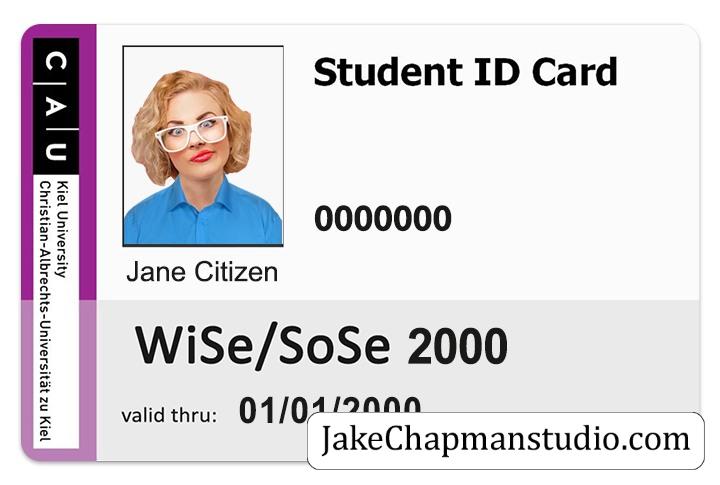 CAU
Kiel University
Christian-Albrechts-Universität zu Kiel
Student ID Card
0000000
Jane Citizen
WiSe/SoSe 2000
valid thru: 01/01/2000
JakeChapmanstudio.com